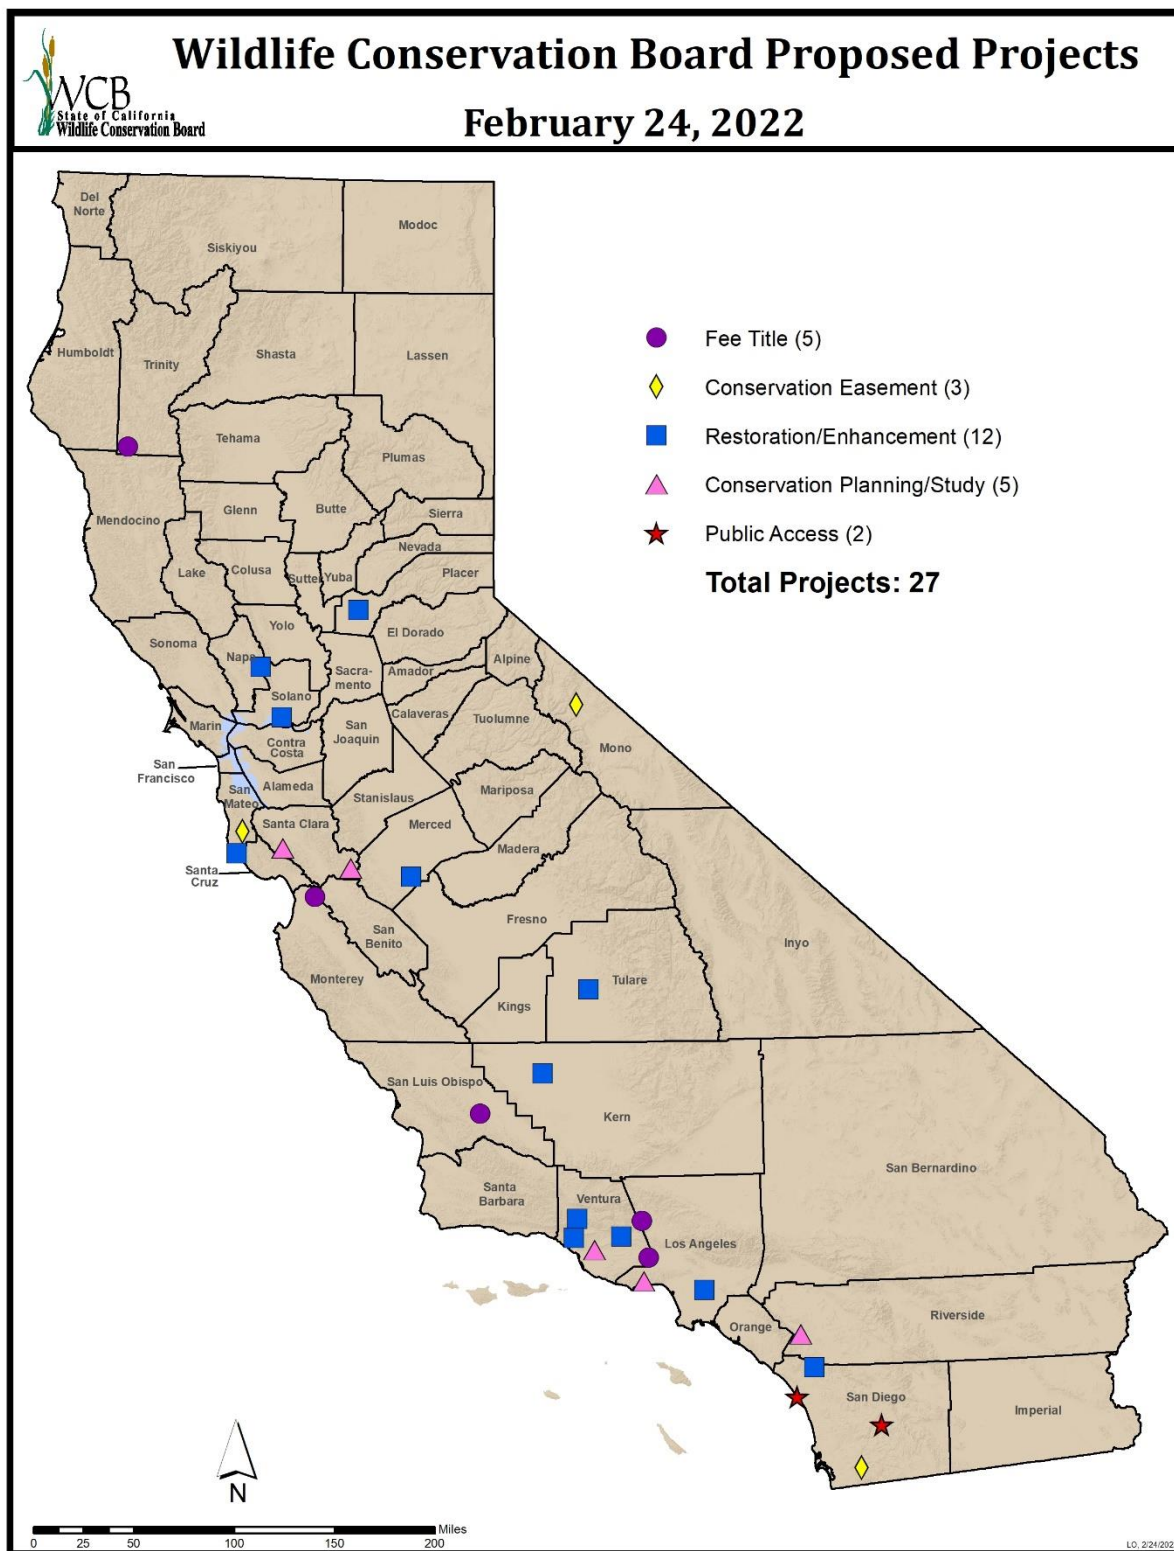 Wildlife Conservation Board Proposed Projects
February 24, 2022
WCB
State of California
Wildlife Conservation Board
Del
Norte
Siskiyou
Modoc
Humboldt
Trinity
Shasta
Lassen
Fee Title (5)
Conservation Easement (3)
Restoration/Enhancement (12)
Conservation Planning/Study (5)
Public Access (2)
Total Projects: 27
Tehama
Plumas
Mendocino
Glenn
Butte
Sierra
Nevada
Lake
Colusa
Sutter
Yuba
Placer
Sonoma
Napa
Yolo
El Dorado
Solano
Sacra-
mento
Amador
Alpine
Marin
Contra
Costa
San
Joaquin
Calaveras
Tuolumne
Mono
San
Francisco
San
Mateo
Alameda
Stanislaus
Mariposa
Santa Clara
Merced
Madera
Santa
Cruz
San
Benito
Fresno
Inyo
Monterey
Kings
Tulare
San Luis Obispo
Kern
San Bernardino
Santa
Barbara
Ventura
Los Angeles
Orange
Riverside
San Diego
Imperial
N
Miles
0 25 50 100 150 200